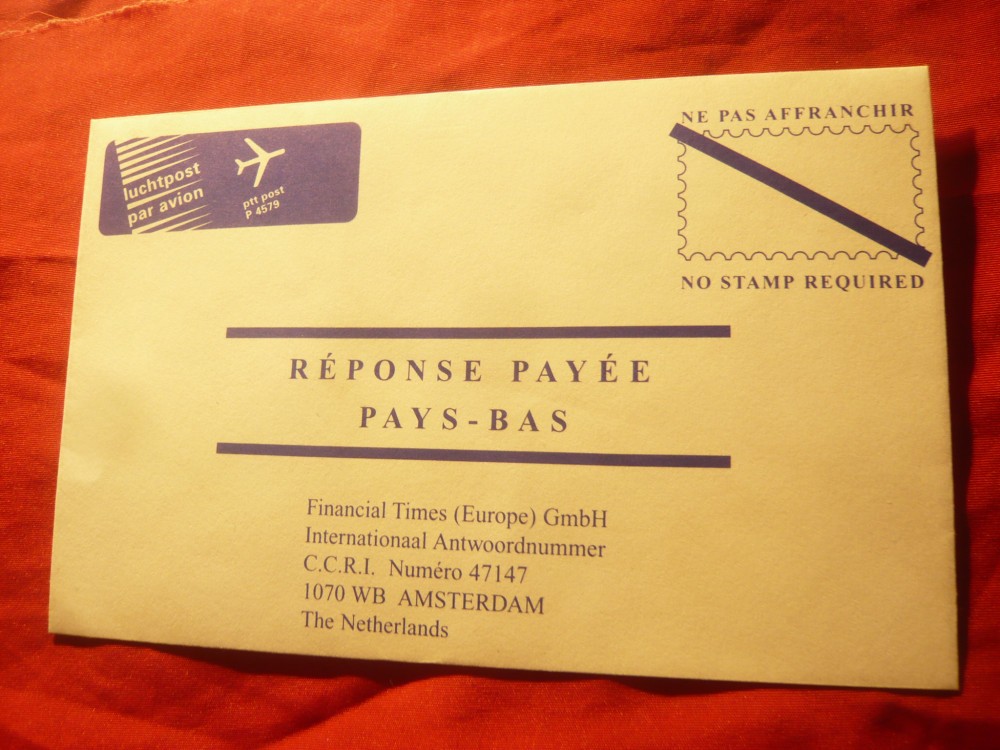 luchtpost
par avion
ptt post
P 4579
NE PAS AFFRANCHIR
NO STAMP REQUIRED
RÉPONSE PAYÉE
PAYS-BAS
Financial Times (Europe) GmbH
Internationaal Antwoordnummer
C.C.R.I. Numéro 47147
1070 WB AMSTERDAM
The Netherlands